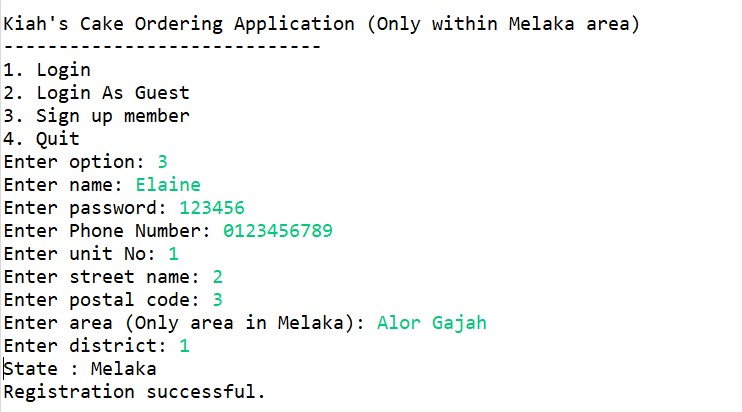 Kiah's Cake Ordering Application (Only within Melaka area)
-----------------------------
1. Login
2. Login As Guest
3. Sign up member
4. Quit
Enter option: 3
Enter name: Elaine
Enter password: 123456
Enter Phone Number: 0123456789
Enter unit No: 1
Enter street name: 2
Enter postal code: 3
Enter area (Only area in Melaka): Alor Gajah
Enter district: 1
State : Melaka
Registration successful.